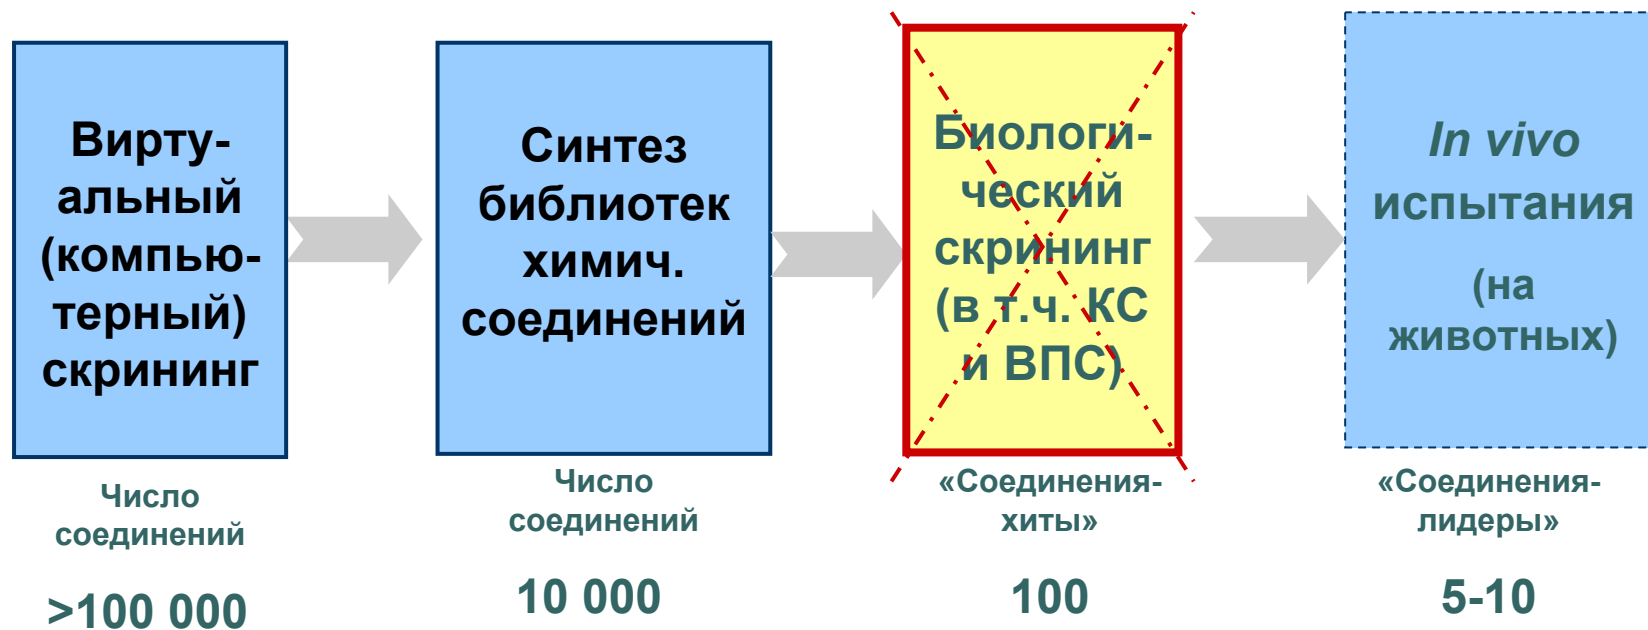 Вирту-
альный
(компью-
терный)
скрининг
Число
соединений
>100 000
Синтез
библиотек
химич.
соединений
Число
соединений
10 000
Биологи-
ческий
скрининг
(в т.ч. КС
и ВПС)
«Соединения-
хиты»
100
In vivo
испытания
(на
животных)
«Соединения-
лидеры»
5-10